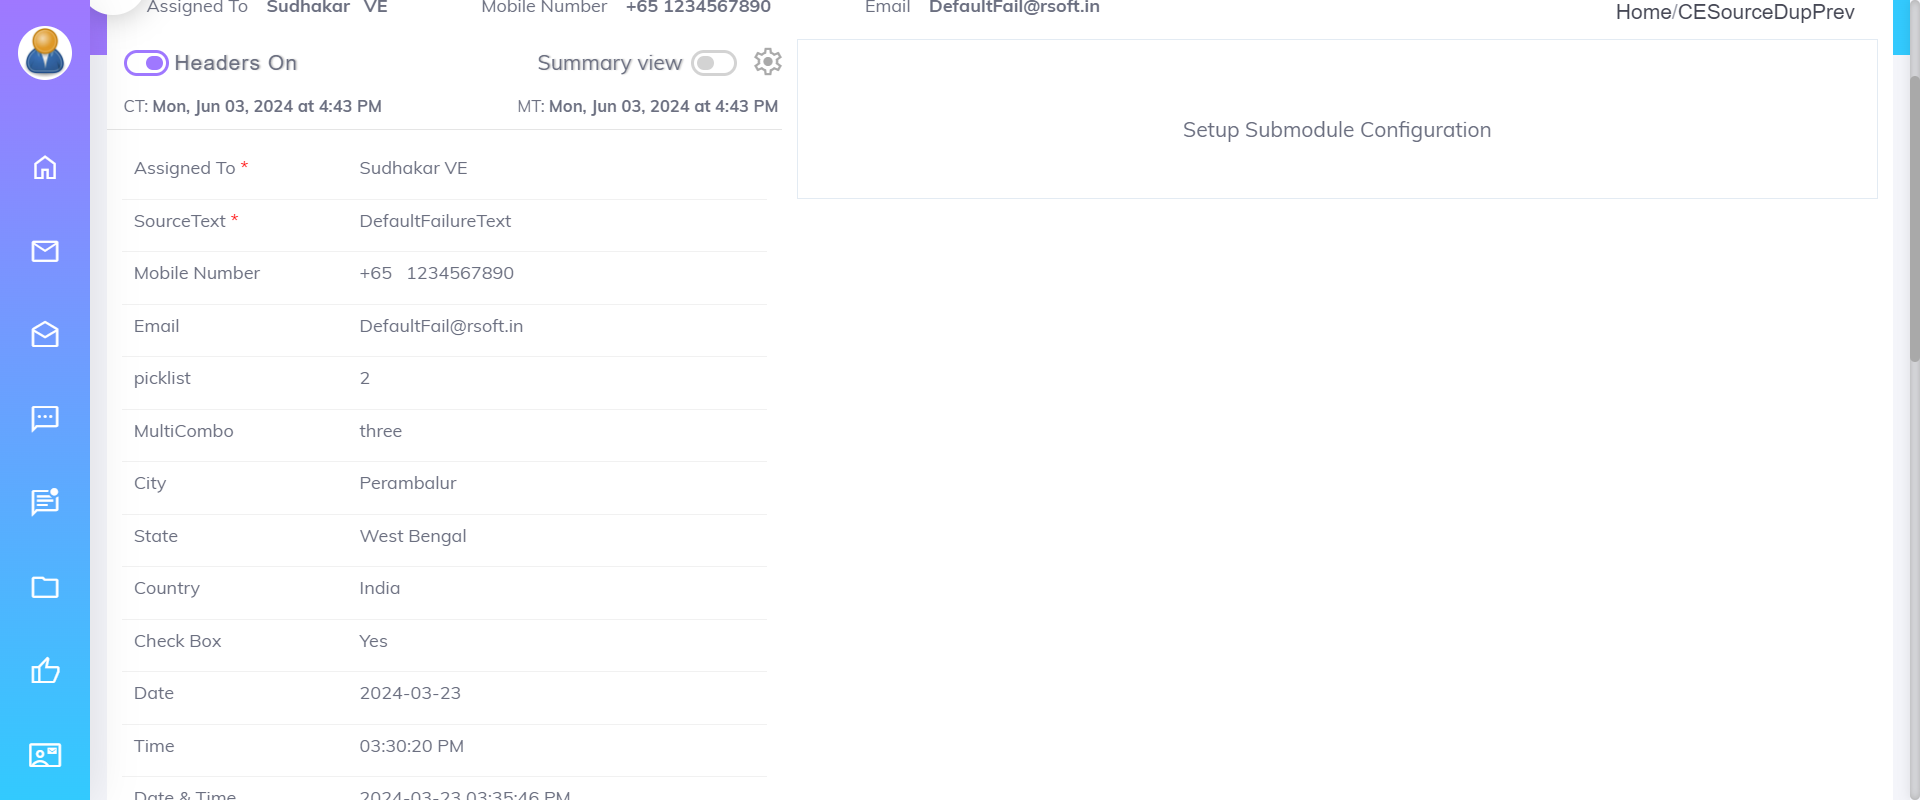 Assigned To Sudhakar VE Mobile Number +65 1234567890 Email DefaultFail@rsoft.in
Home/CESourceDupPrev
Headers On Summary view
CT: Mon, Jun 03, 2024 at 4:43 PM MT: Mon, Jun 03, 2024 at 4:43 PM
Setup Submodule Configuration
Assigned To * Sudhakar VE
SourceText * DefaultFailureText
Mobile Number +65 1234567890
Email DefaultFail@rsoft.in
picklist 2
MultiCombo three
City Perambalur
State West Bengal
Country India
Check Box Yes
Date 2024-03-23
Time 03:30:20 PM
Date & Time 2024-03-23 03:35:46 PM